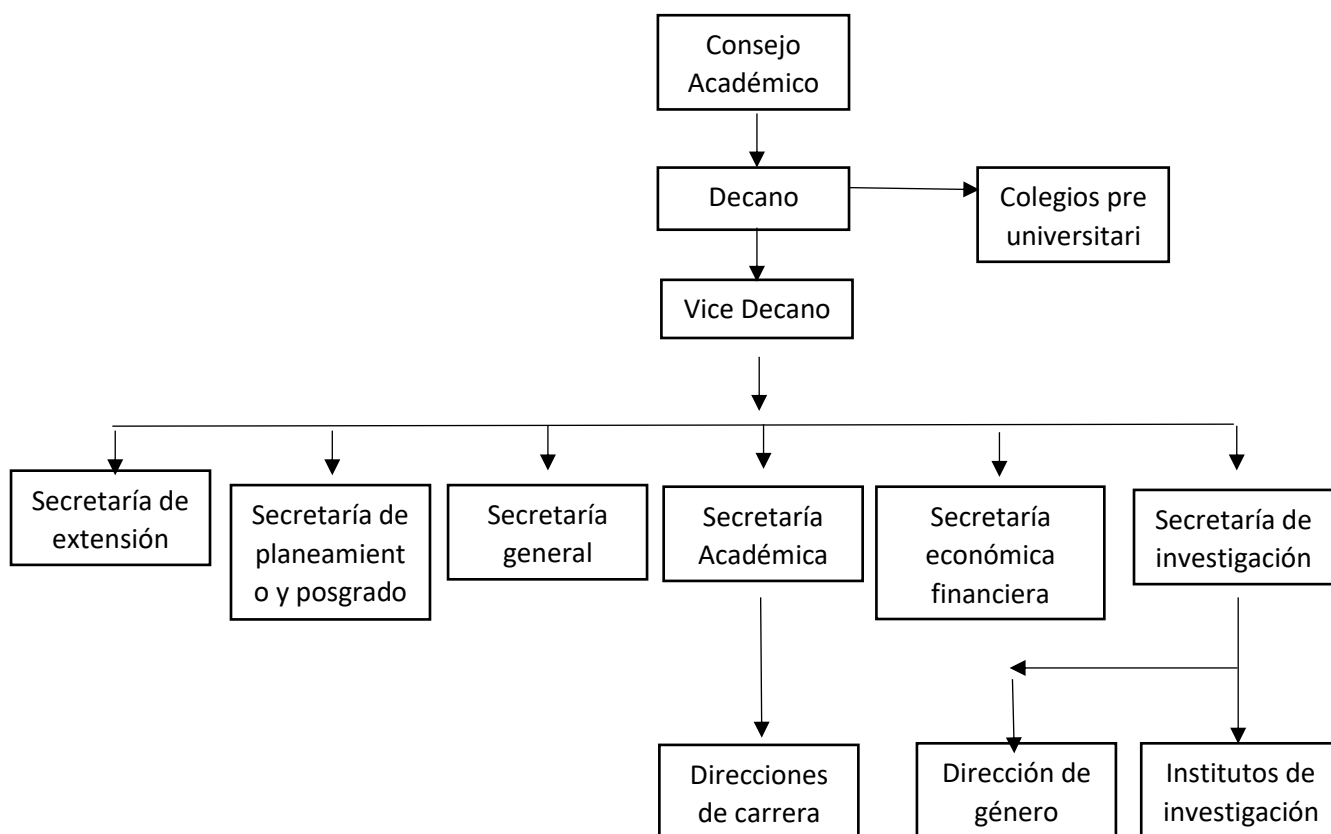 Consejo
Académico
Decano
Colegios pre
universitari
Vice Decano
Secretaría de
extensión
Secretaría de
planeamient
o y posgrado
Secretaría
general
Secretaría
Académica
Secretaría
económica
financiera
Secretaría de
investigación
Direcciones
de carrera
Dirección de
género
Institutos de
investigación